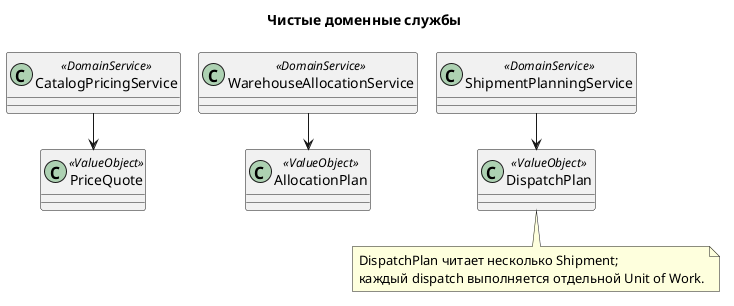 Чистые доменные службы
C «DomainService»
CatalogPricingService
C «DomainService»
WarehouseAllocationService
C «DomainService»
ShipmentPlanningService
C «ValueObject»
PriceQuote
C «ValueObject»
AllocationPlan
C «ValueObject»
DispatchPlan
DispatchPlan читает несколько Shipment;
каждый dispatch выполняется отдельной Unit of Work.